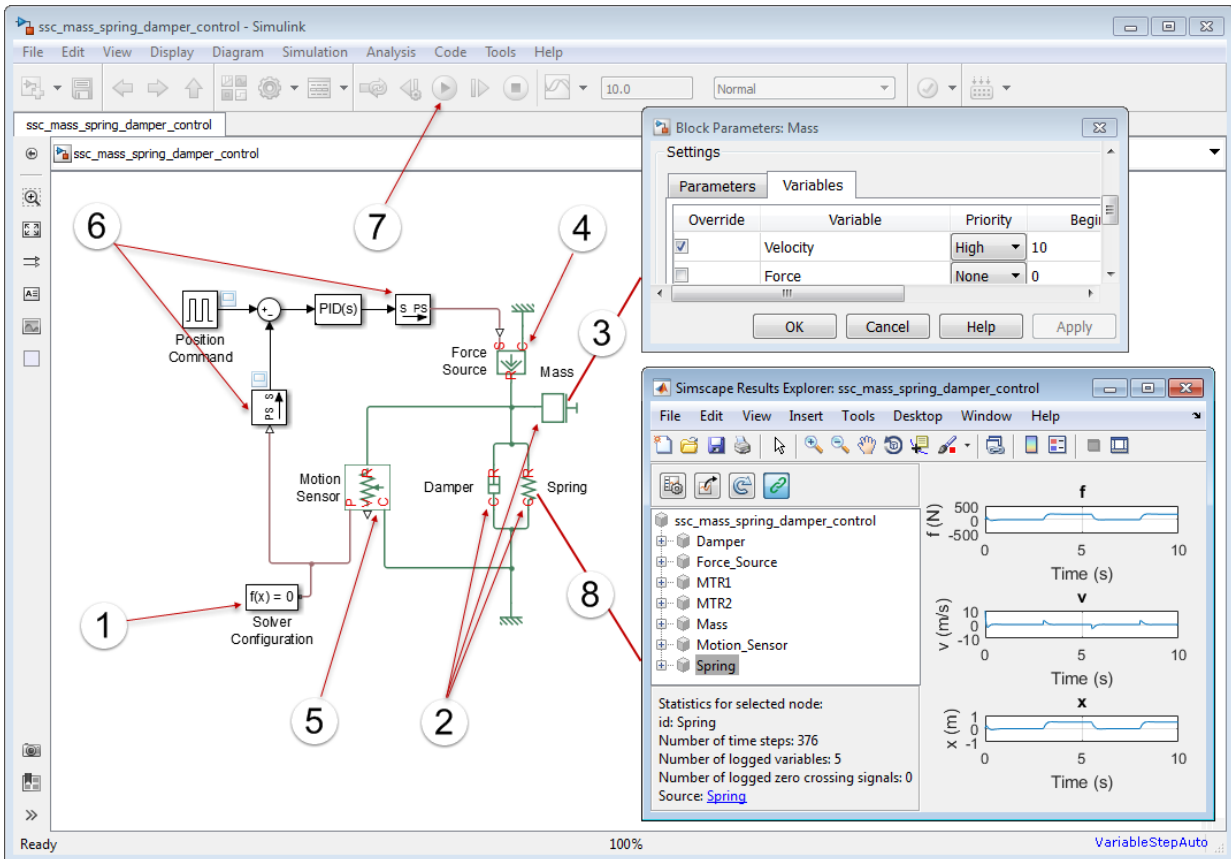 ssc_mass_spring_damper_control - Simulink
File Edit View Display Diagram Simulation Analysis Code Tools Help
10.0 Normal
ssc_mass_spring_damper_control
ssc_mass_spring_damper_control
Block Parameters: Mass
Settings
Parameters Variables
Override Variable Priority Begin
Velocity High 10
Force None 0
OK Cancel Help Apply
6
7
4
3
PID(s)
S PS
+
-
Position
Command
Force
Source
S C
R
Mass
PS S
Motion
Sensor
R
P V C
Damper
R
C
R
C
Spring
f(x) = 0
Solver
Configuration
1
5
2
8
Simscape Results Explorer: ssc_mass_spring_damper_control
File Edit View Insert Tools Desktop Window Help
ssc_mass_spring_damper_control
Damper
Force_Source
MTR1
MTR2
Mass
Motion_Sensor
Spring
Statistics for selected node:
id: Spring
Number of time steps: 376
Number of logged variables: 5
Number of logged zero crossing signals: 0
Source: Spring
f
f (N)
500
0
-500
0 5 10
Time (s)
v
v (m/s)
10
0
-10
0 5 10
Time (s)
x
x (m)
1
0
-1
0 5 10
Time (s)
Ready 100% VariableStepAuto